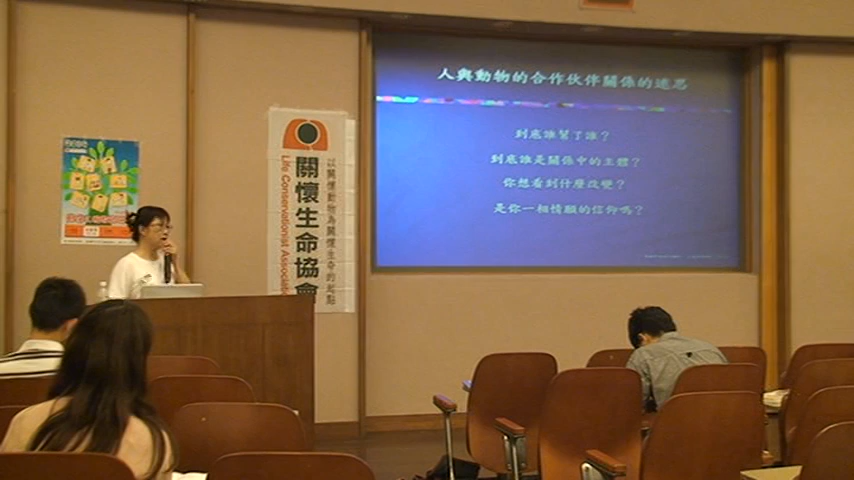 人與動物的合作伙伴關係的迷思
到底誰幫了誰？
到底誰是關係中的主體？
你想看到什麼改變？
是你一相情願的信仰嗎？
以關懷動物為關懷生命的起點
關懷生命協會
Life Conservationist Associatio